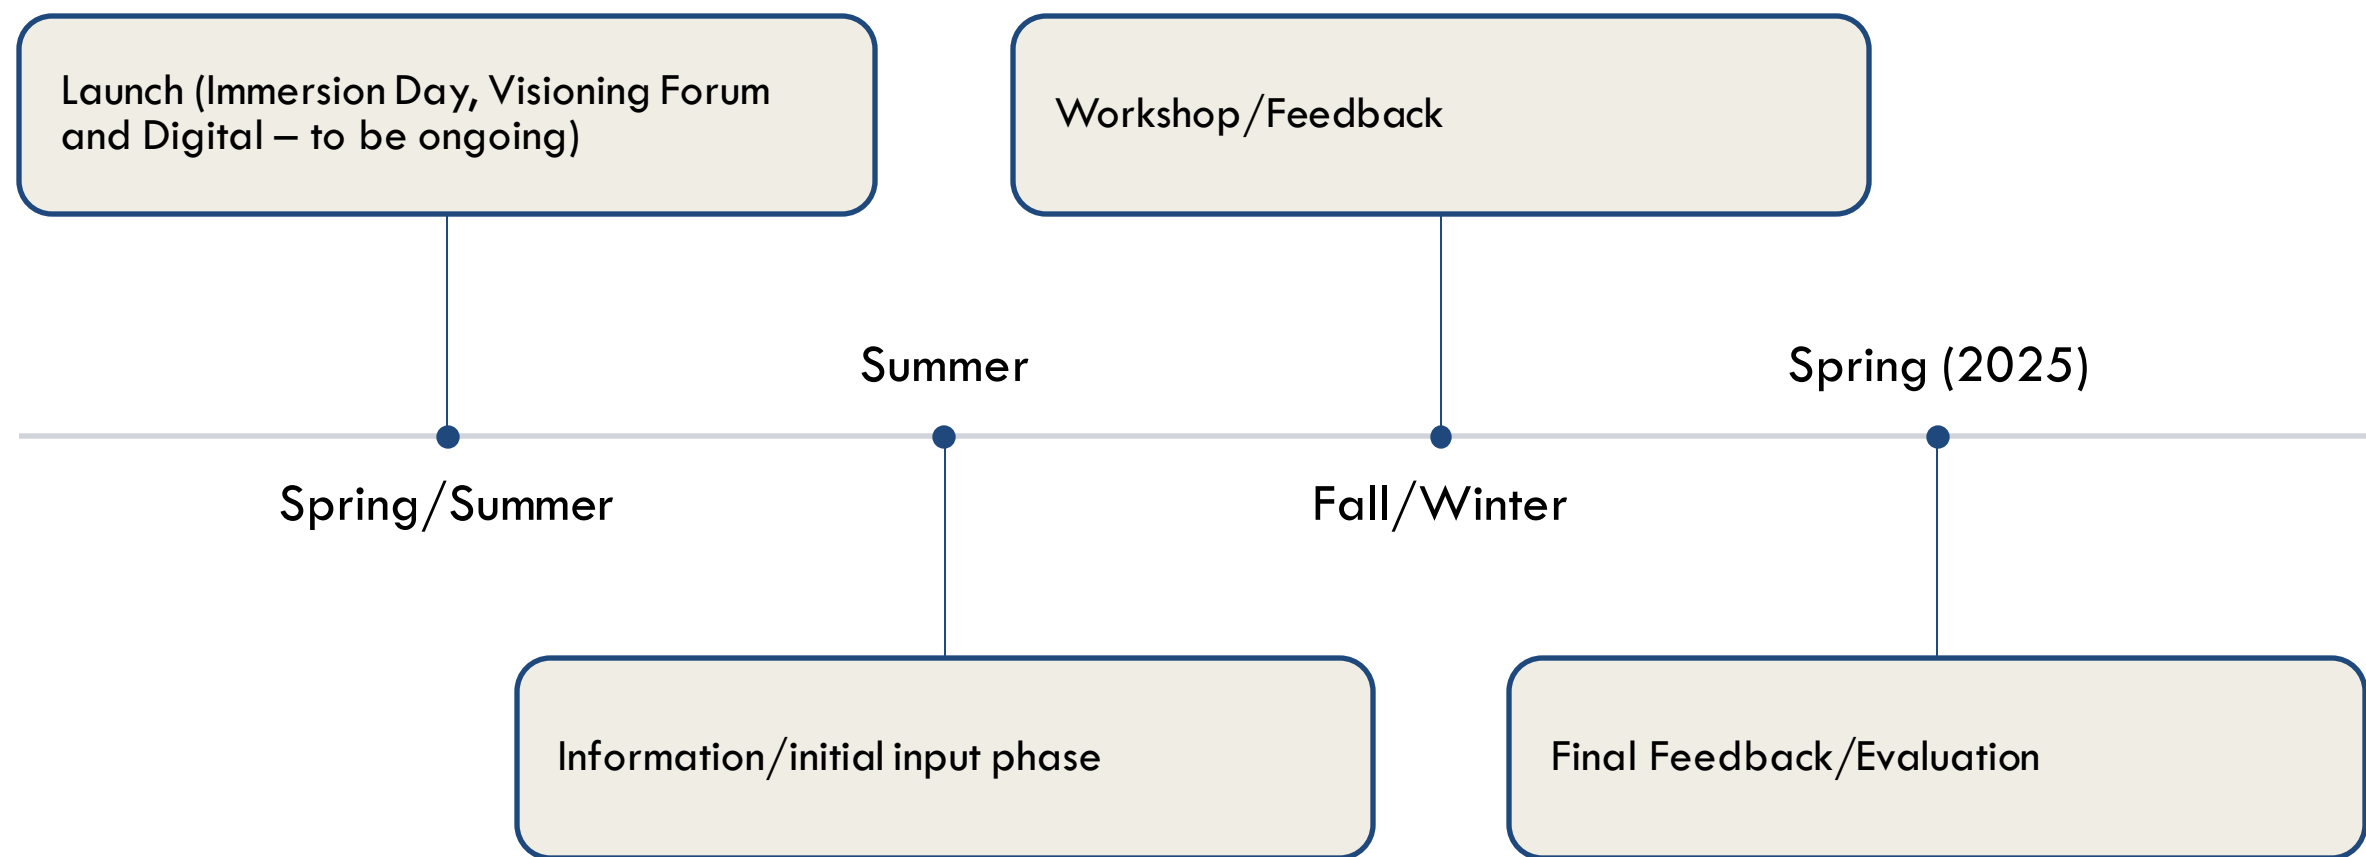 Launch (Immersion Day, Visioning Forum
and Digital – to be ongoing)
Spring/Summer
Summer
Information/initial input phase
Workshop/Feedback
Fall/Winter
Spring (2025)
Final Feedback/Evaluation